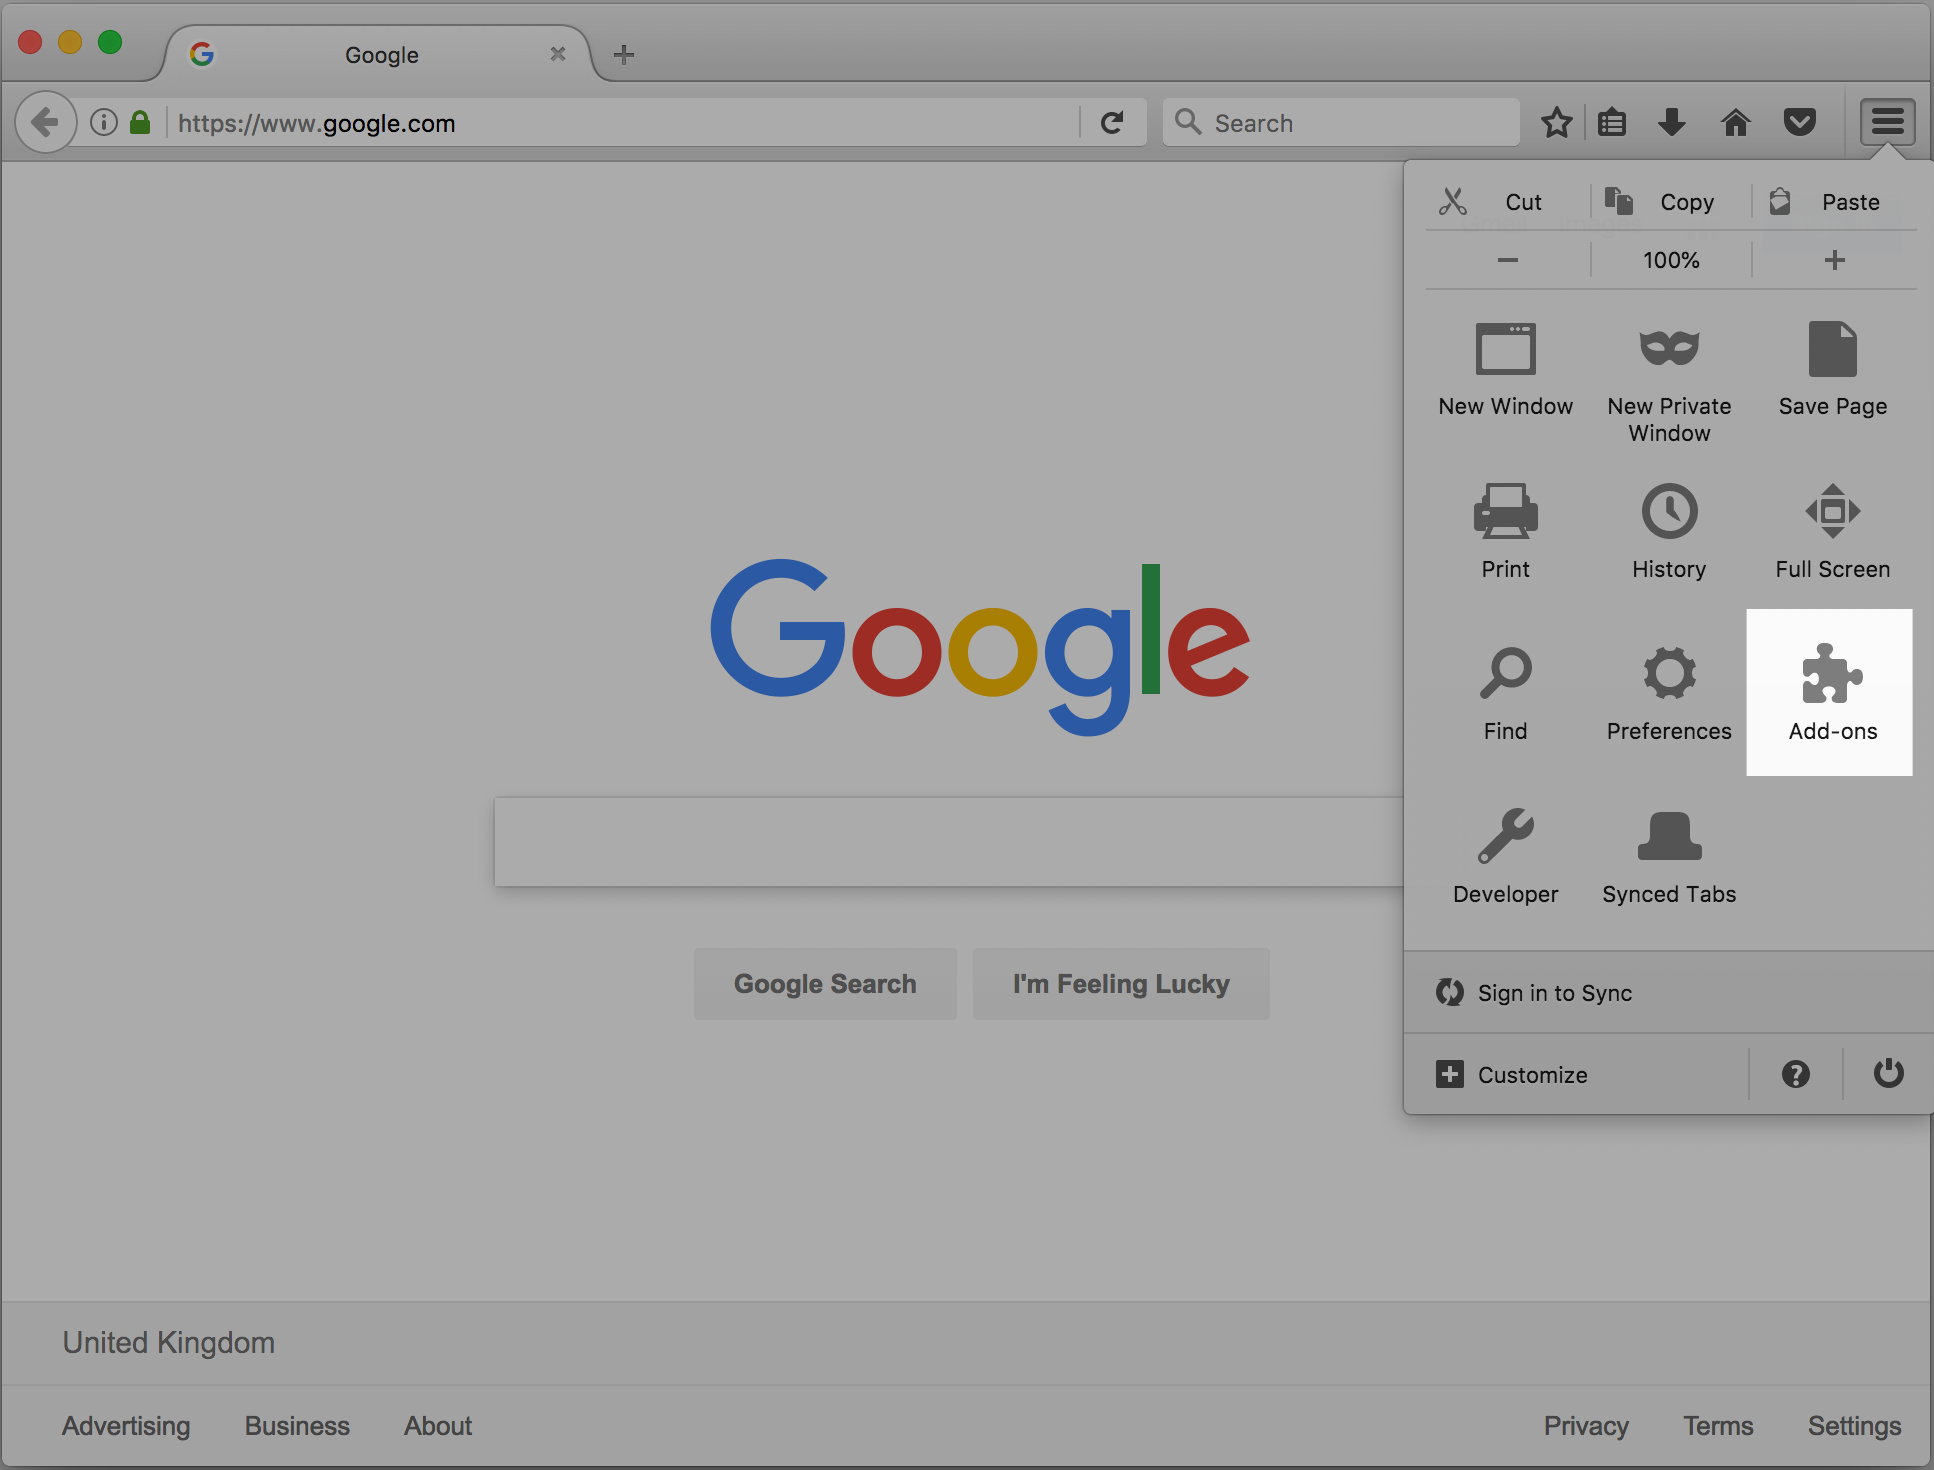 Google
https://www.google.com
Search
Cut
Copy
Paste
100%
New Window
New Private
Window
Save Page
Print
History
Full Screen
Find
Preferences
Add-ons
Developer
Synced Tabs
Sign in to Sync
Customize
Google
Google Search
I'm Feeling Lucky
United Kingdom
Advertising
Business
About
Privacy
Terms
Settings